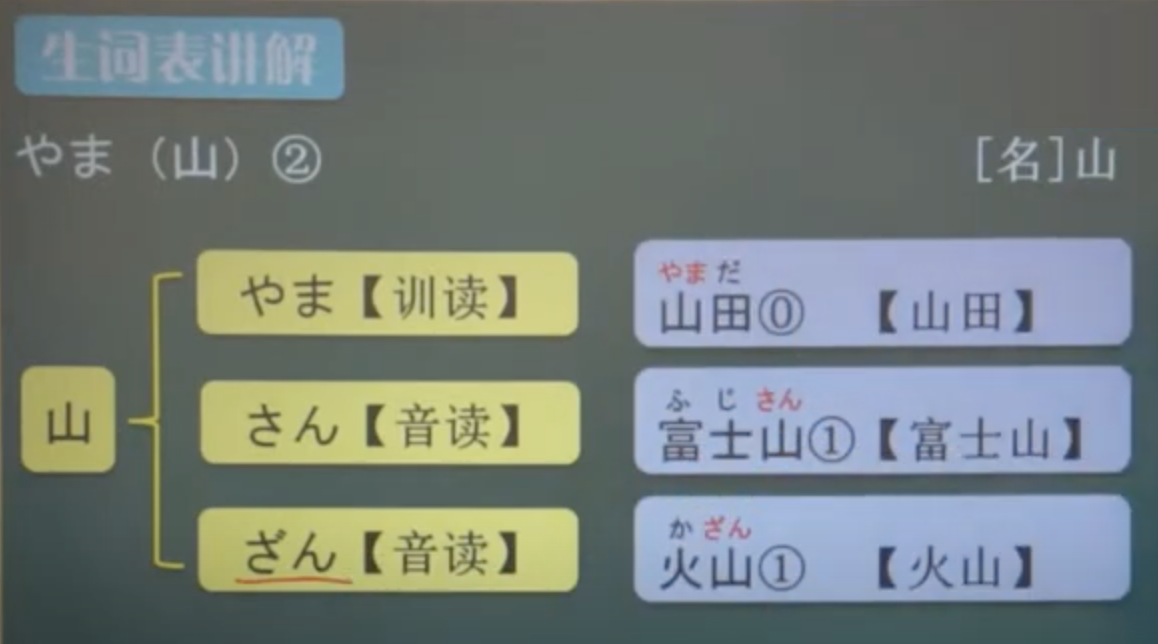 生词表讲解
やま（山）② [名]山
山
やま【训读】
やまだ
山田⓪ 【山田】
さん【音读】
ふじさん
富士山①【富士山】
ざん【音读】
かざん
火山① 【火山】